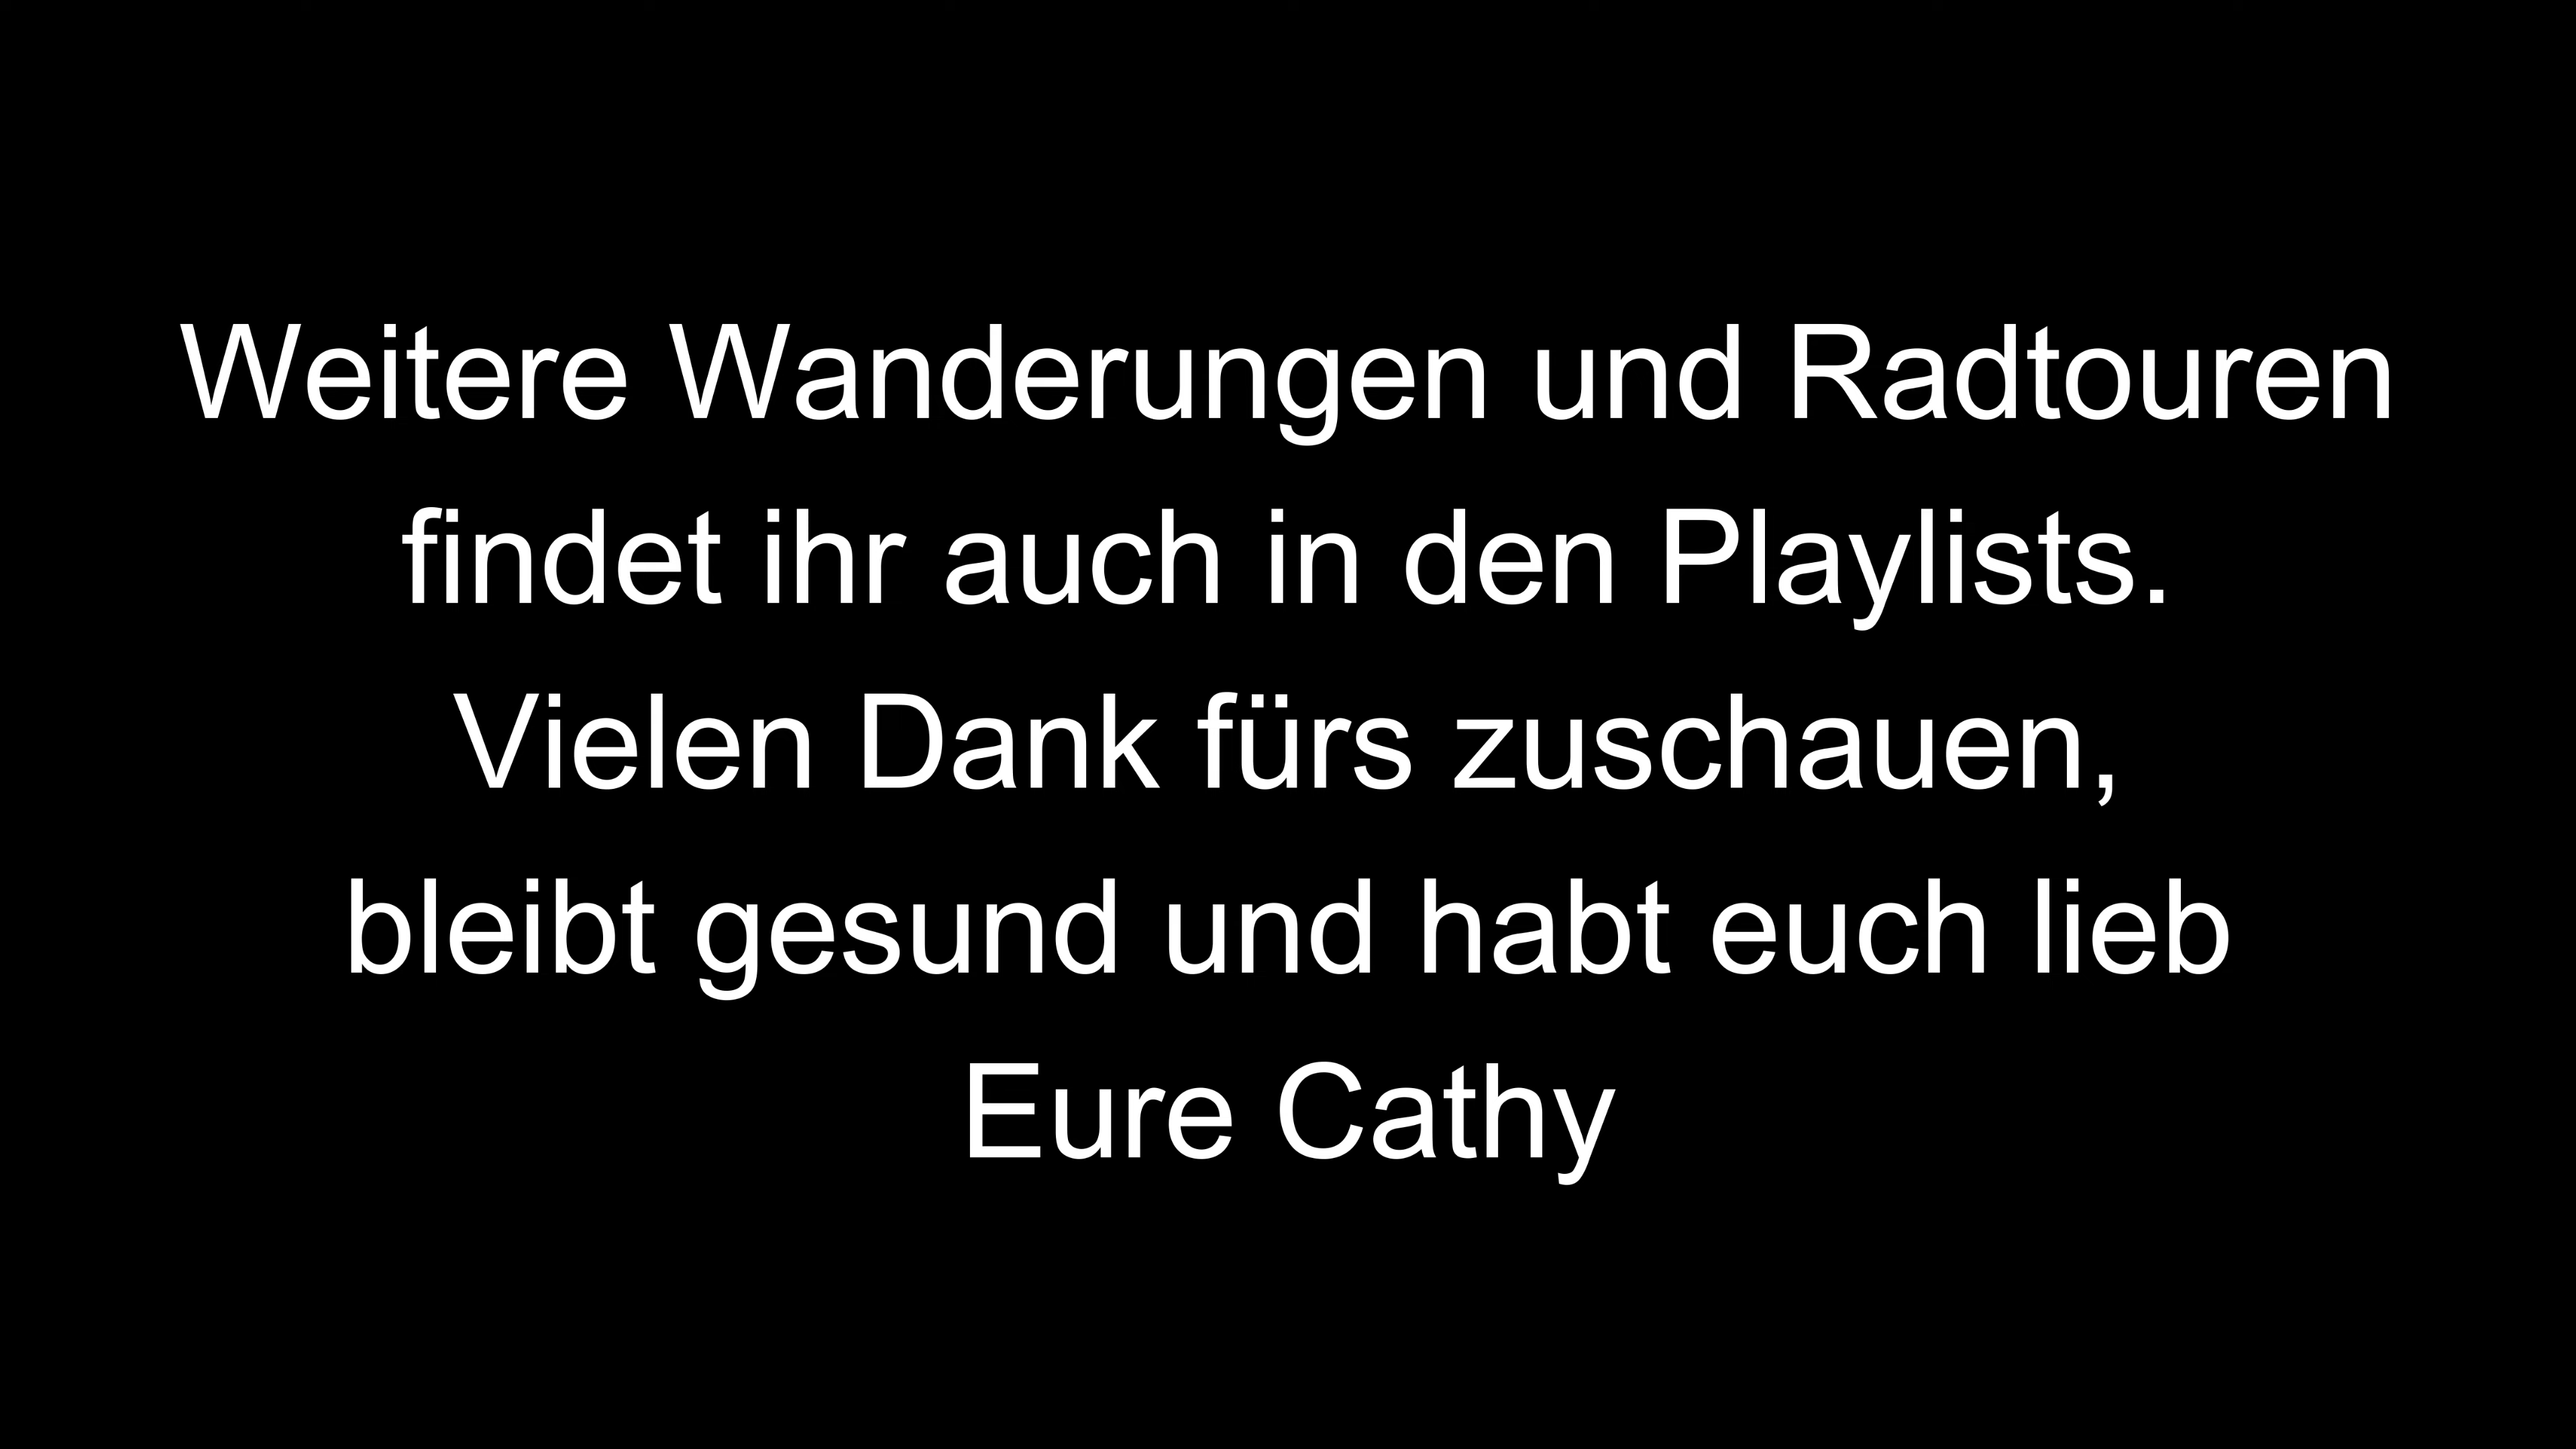 Weitere Wanderungen und Radtouren
findet ihr auch in den Playlists.
Vielen Dank fürs zuschauen,
bleibt gesund und habt euch lieb
Eure Cathy